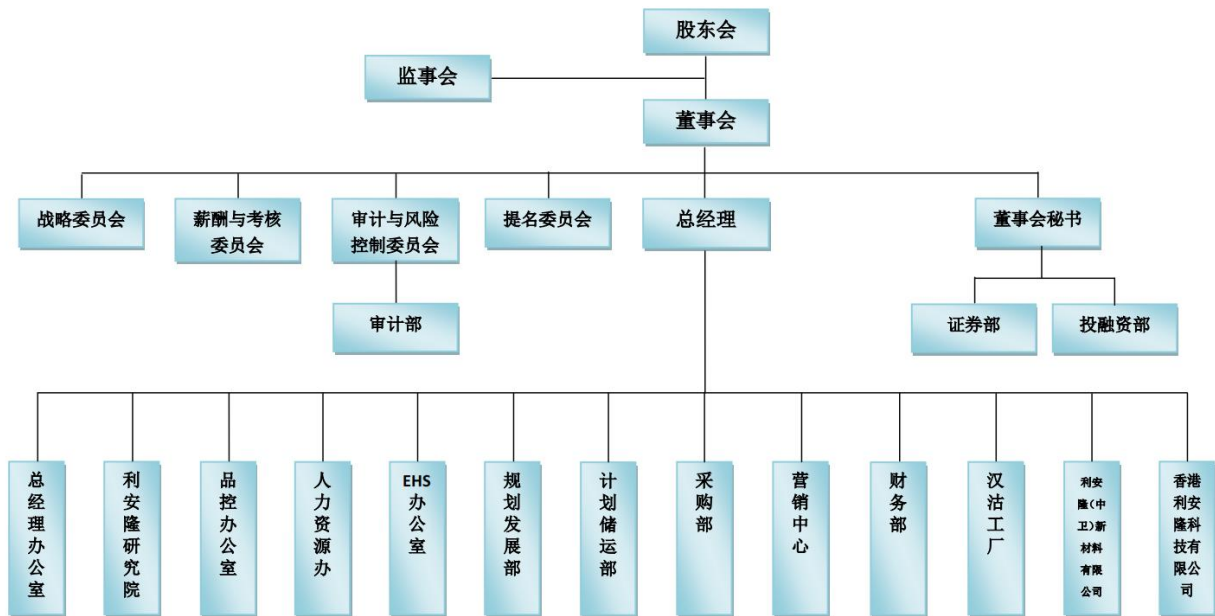 股东会
监事会
董事会
战略委员会
薪酬与考核
委员会
审计与风险
控制委员会
提名委员会
总经理
董事会秘书
审计部
证券部
投融资部
总经理办公室
利安隆研究院
品控办公室
人力资源办
EHS
办公室
规划发展部
计划储运部
采购部
营销中心
财务部
汉沽工厂
利安
隆（中
卫）新
材料
有限
公司
香港
利安
隆科
技有
限公
司